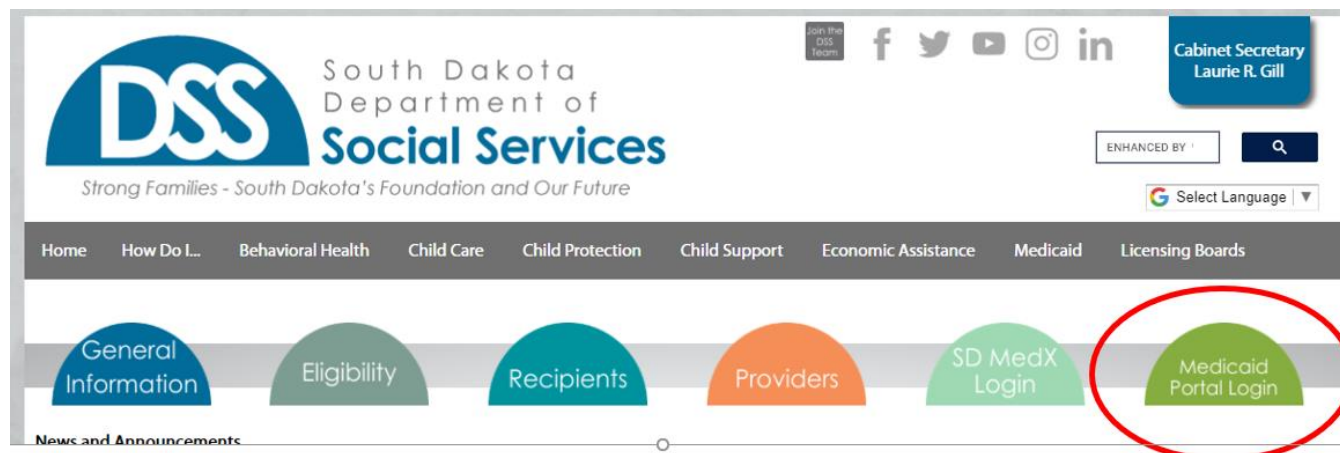 Join the
DSS
Team
Cabinet Secretary
Laurie R. Gill
DSS
South Dakota
Department of
Social Services
Strong Families - South Dakota's Foundation and Our Future
ENHANCED BY
Select Language
Home How Do I... Behavioral Health Child Care Child Protection Child Support Economic Assistance Medicaid Licensing Boards
General
Information
Eligibility
Recipients
Providers
SD MedX
Login
Medicaid
Portal Login
News and Announcements